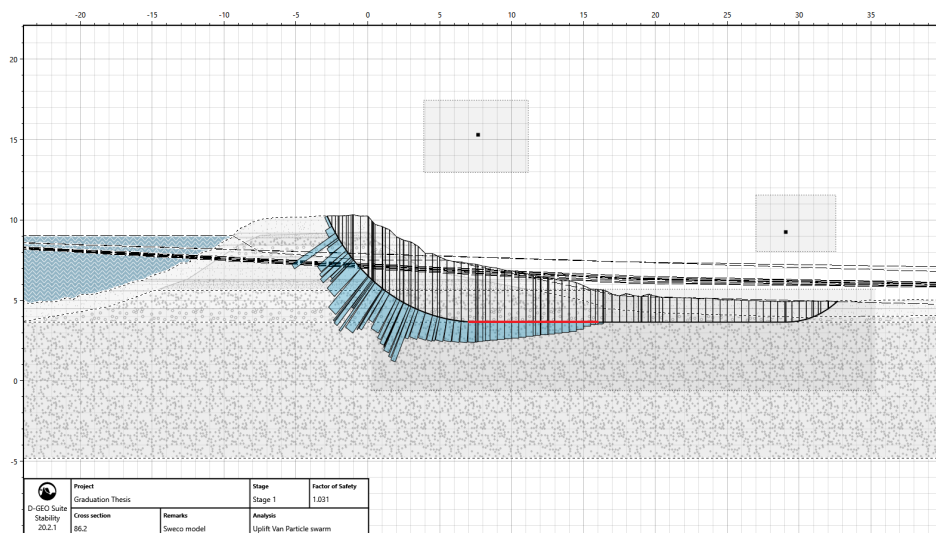 -20 -15 -10 -5 0 5 10 15 20 25 30 35
20
15
10
5
0
-5
D-GEO Suite
Stability
20.2.1
Project
Graduation Thesis
Stage
Stage 1
Factor of Safety
1.031
Cross section
86.2
Remarks
Sweco model
Analysis
Uplift Van Particle swarm